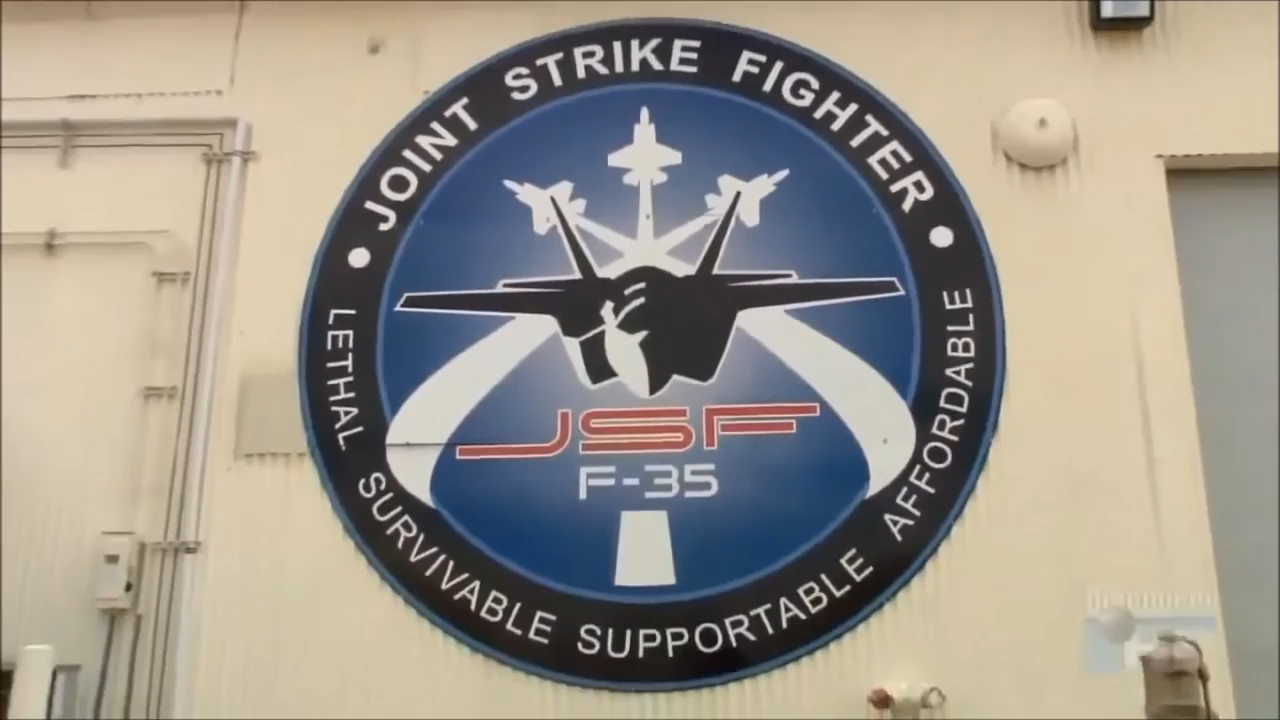 JOINT STRIKE FIGHTER
JSF
F-35
LETHAL SURVIVABLE SUPPORTABLE AFFORDABLE